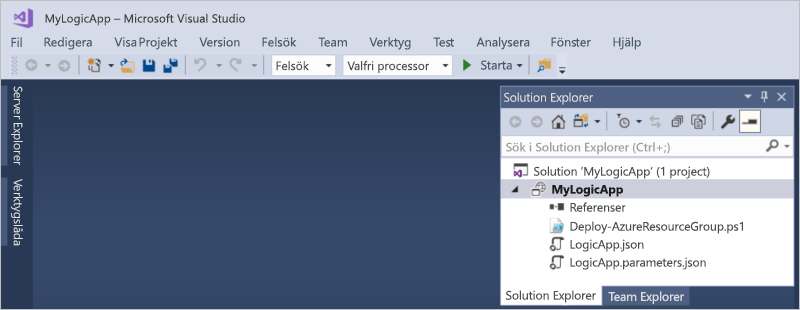 MyLogicApp – Microsoft Visual Studio
Fil Redigera Visa Projekt Version Felsök Team Verktyg Test Analysera Fönster Hjälp
Felsök Valfri processor Starta
Server Explorer
Verktygslåda
Solution Explorer
Sök i Solution Explorer (Ctrl+;)
Solution 'MyLogicApp' (1 project)
MyLogicApp
Referenser
Deploy-AzureResourceGroup.ps1
LogicApp.json
LogicApp.parameters.json
Solution Explorer Team Explorer